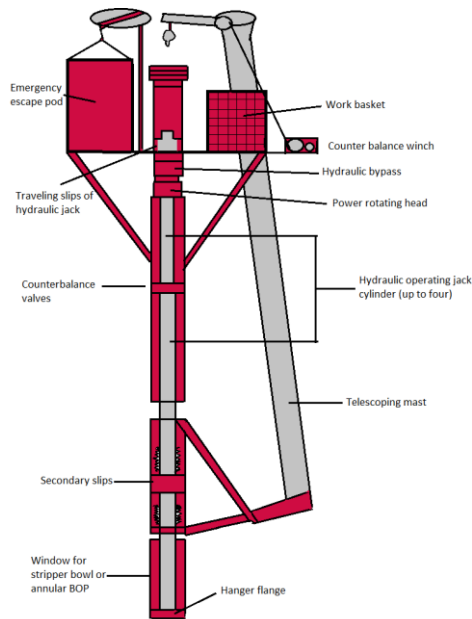 Emergency
escape pod
Work basket
Counter balance winch
Hydraulic bypass
Traveling slips of
hydraulic jack
Power rotating head
Counterbalance
valves
Hydraulic operating jack
cylinder (up to four)
Telescoping mast
Secondary slips
Window for
stripper bowl or
annular BOP
Hanger flange